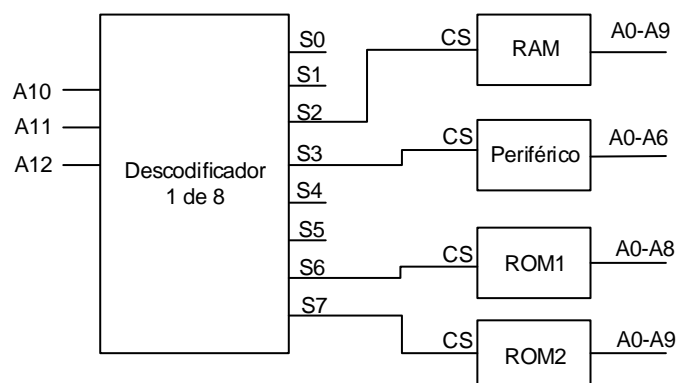 A10
A11
A12
Descodificador
1 de 8
S0
S1
S2
S3
S4
S5
S6
S7
CS
RAM
A0-A9
CS
Periférico
A0-A6
CS
ROM1
A0-A8
CS
ROM2
A0-A9